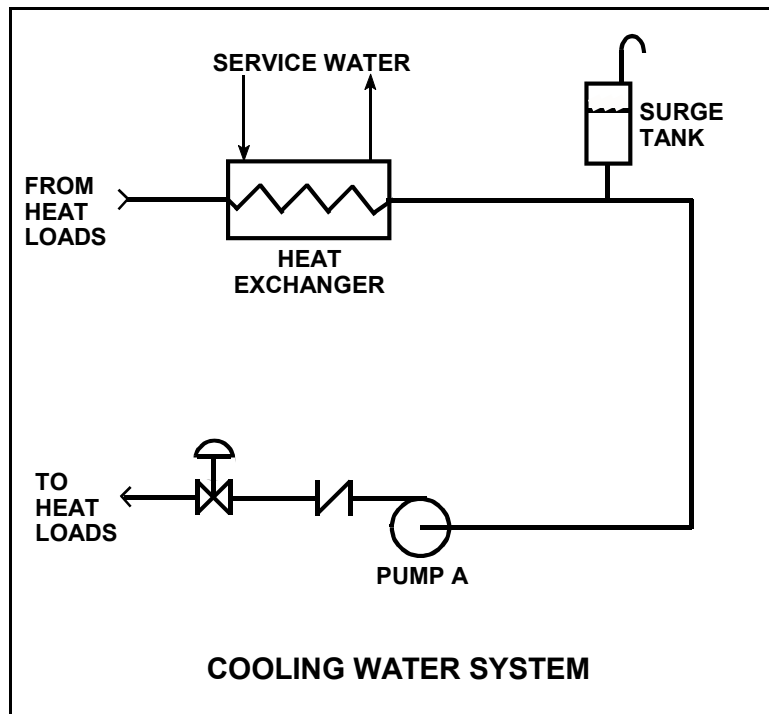 SERVICE WATER
SURGE
TANK
FROM
HEAT
LOADS
HEAT
EXCHANGER
TO
HEAT
LOADS
PUMP A
COOLING WATER SYSTEM